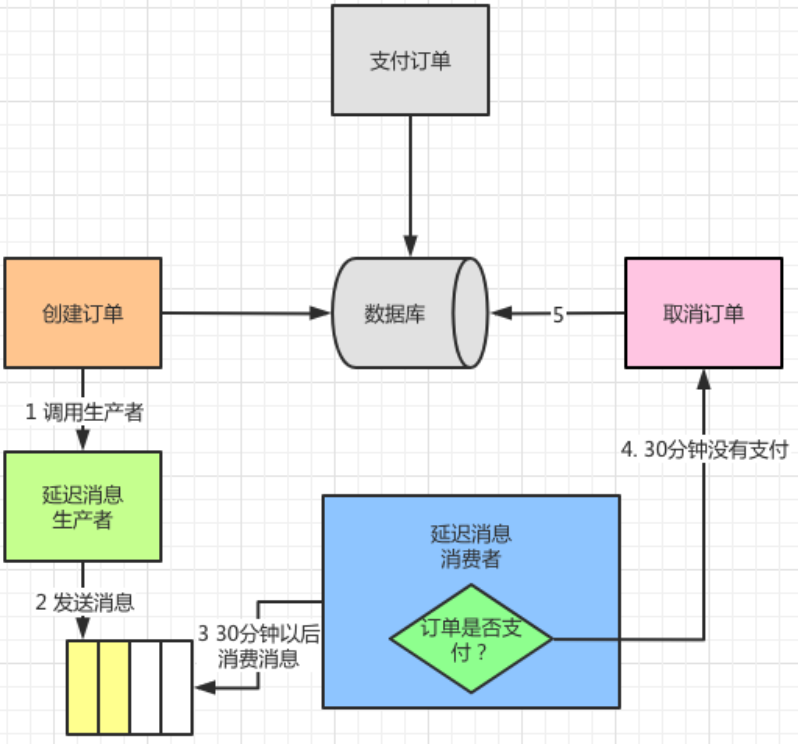 支付订单
创建订单
数据库
5
取消订单
1 调用生产者
4. 30分钟没有支付
延迟消息
生产者
延迟消息
消费者
2 发送消息
3 30分钟以后
消费消息
订单是否支
付？